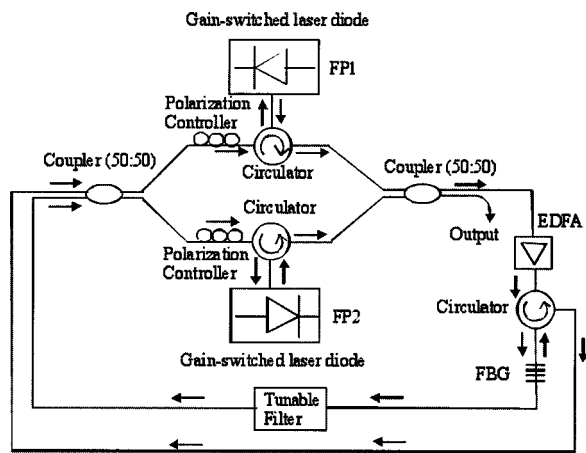 Gain-switched laser diode
FP1
Polarization
Controller
Coupler (50:50)
Circulator
Coupler (50:50)
Circulator
Output
EDFA
Polarization
Controller
Circulator
FP2
Gain-switched laser diode
FBG
Tunable
Filter